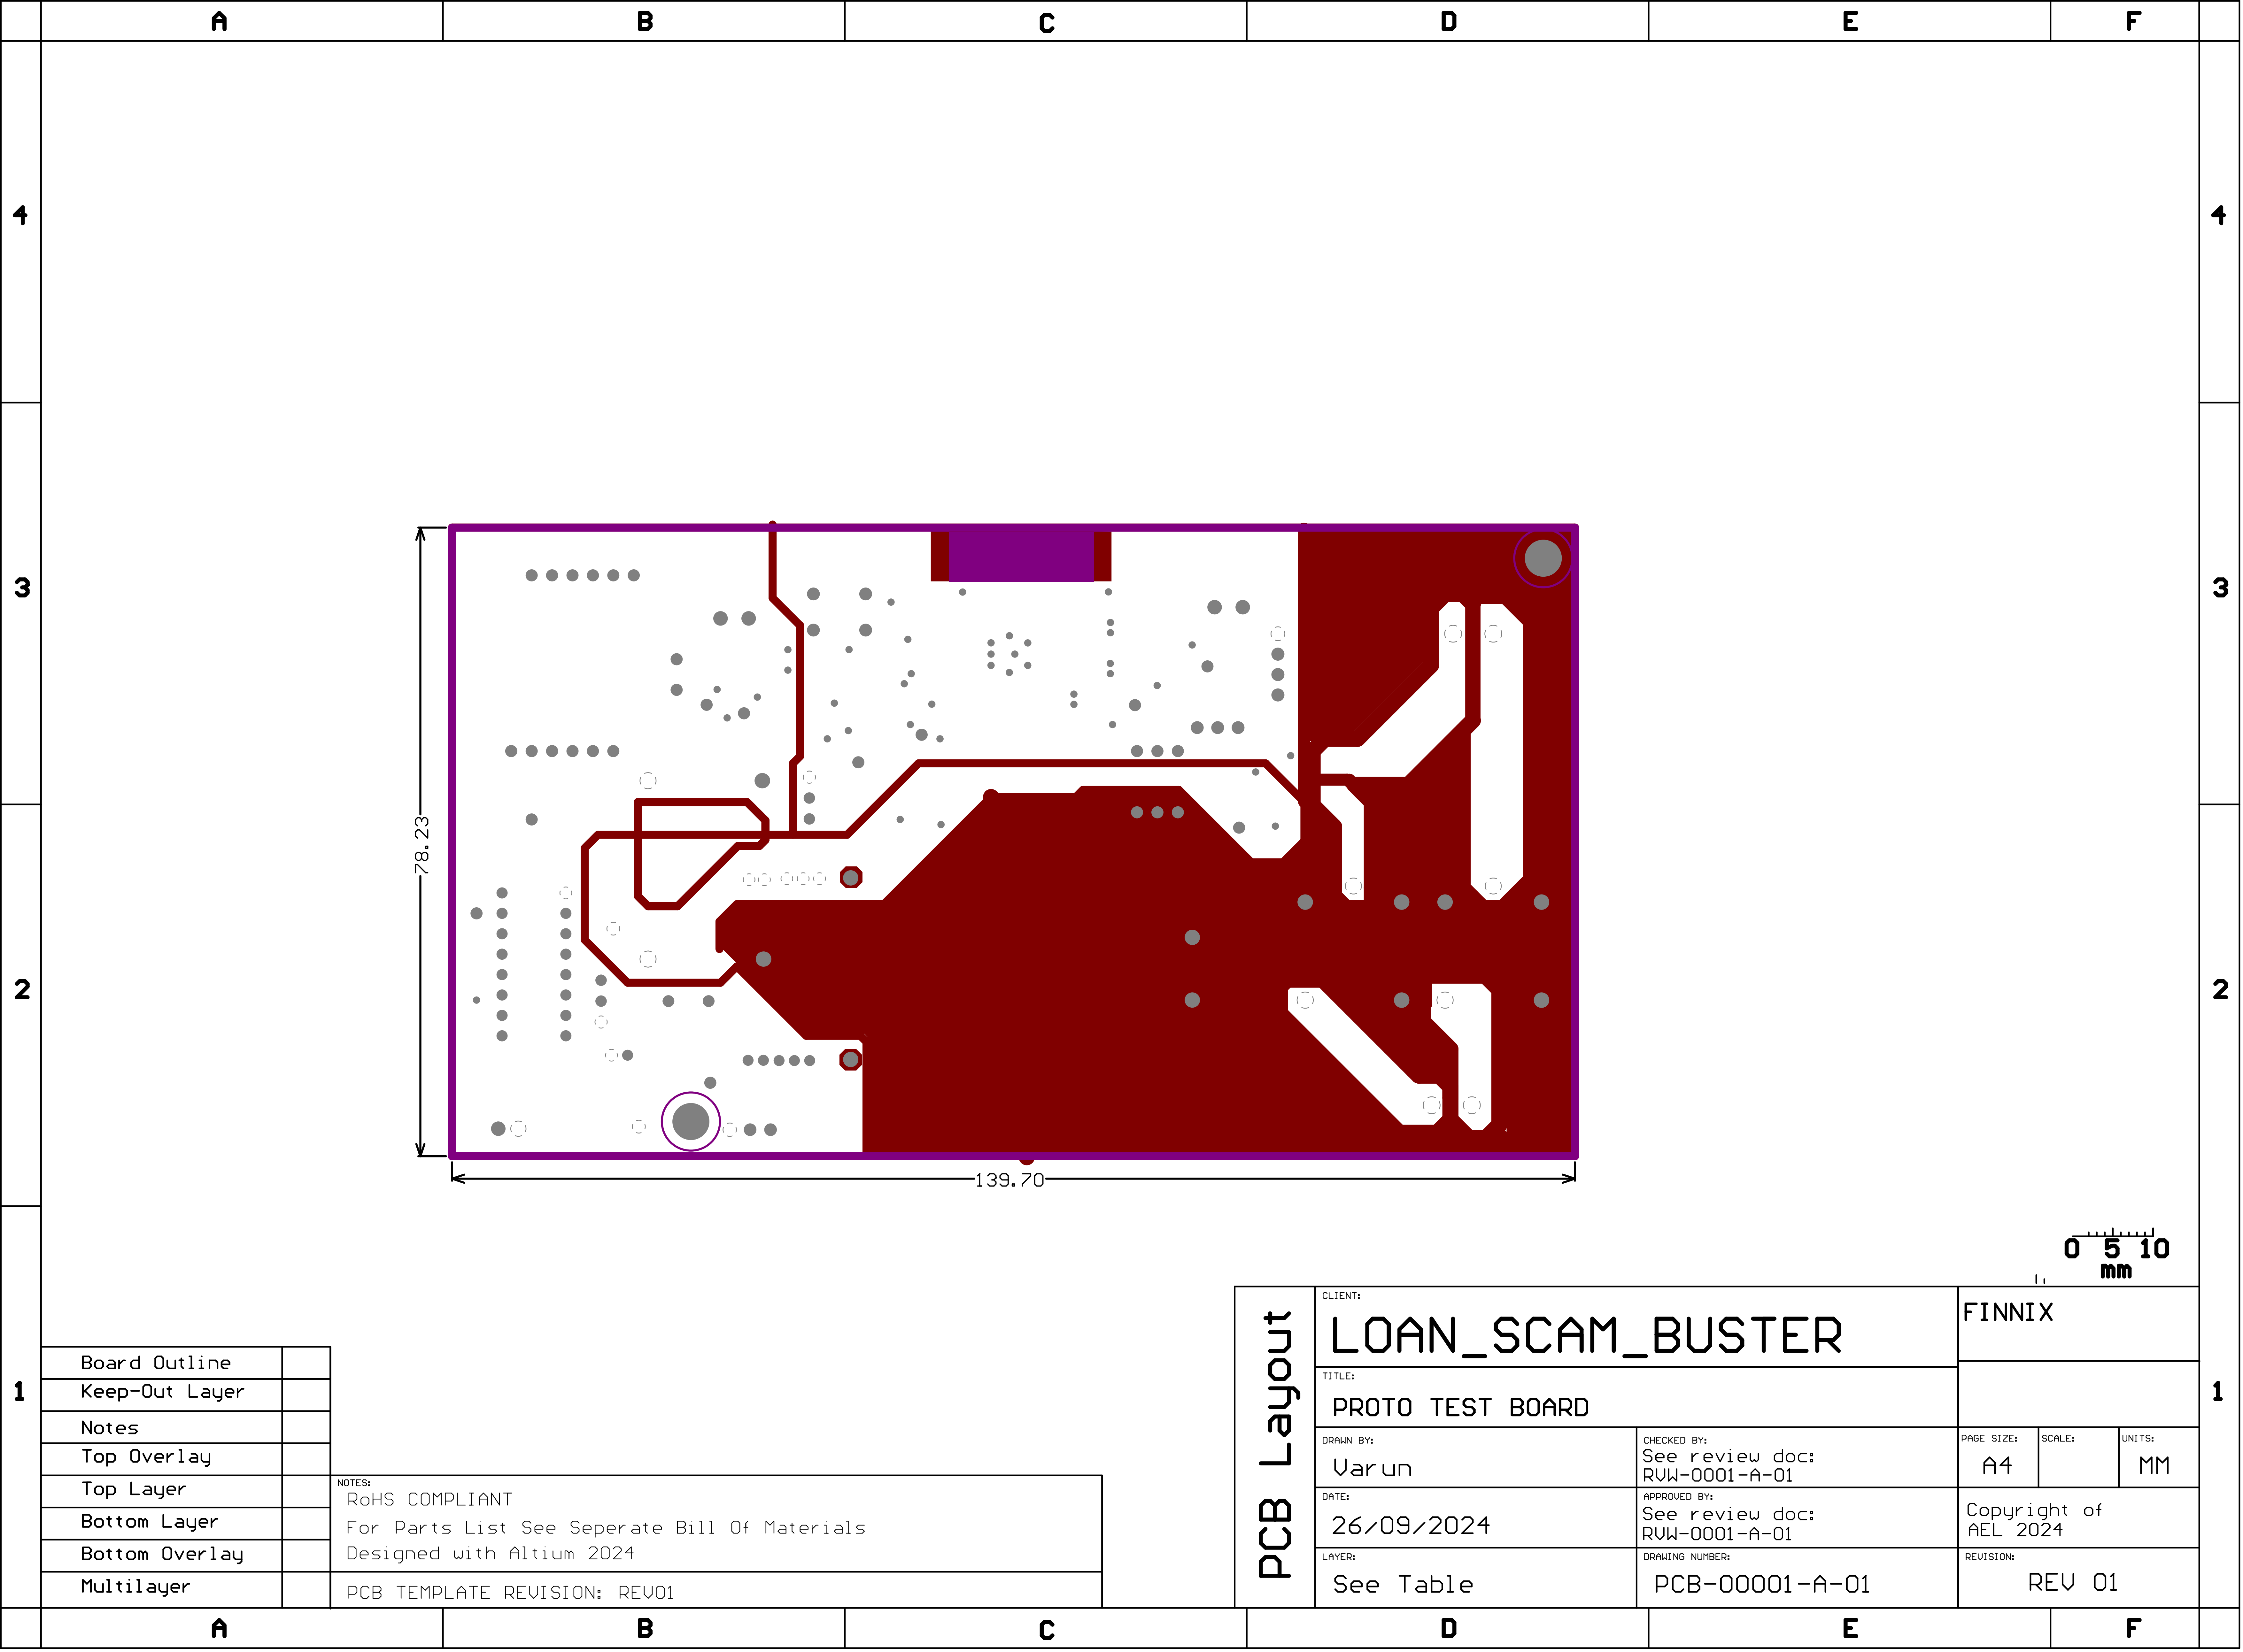 A B C D E F
4 4
3 3
78.23
2 2
139.70
0 5 10
mm
1 1
Board Outline
Keep-Out Layer
Notes
Top Overlay
Top Layer
Bottom Layer
Bottom Overlay
Multilayer
NOTES:
RoHS COMPLIANT
For Parts List See Seperate Bill Of Materials
Designed with Altium 2024
PCB TEMPLATE REVISION: REV01
PCB Layout
CLIENT:
LOAN_SCAM_BUSTER
FINNIX
TITLE:
PROTO TEST BOARD
DRAWN BY:
Varun
CHECKED BY:
See review doc:
RVW-0001-A-01
PAGE SIZE:
A4
SCALE:
UNITS:
MM
DATE:
26/09/2024
APPROVED BY:
See review doc:
RVW-0001-A-01
Copyright of
AEL 2024
LAYER:
See Table
DRAWING NUMBER:
PCB-00001-A-01
REVISION:
REV 01
A B C D E F